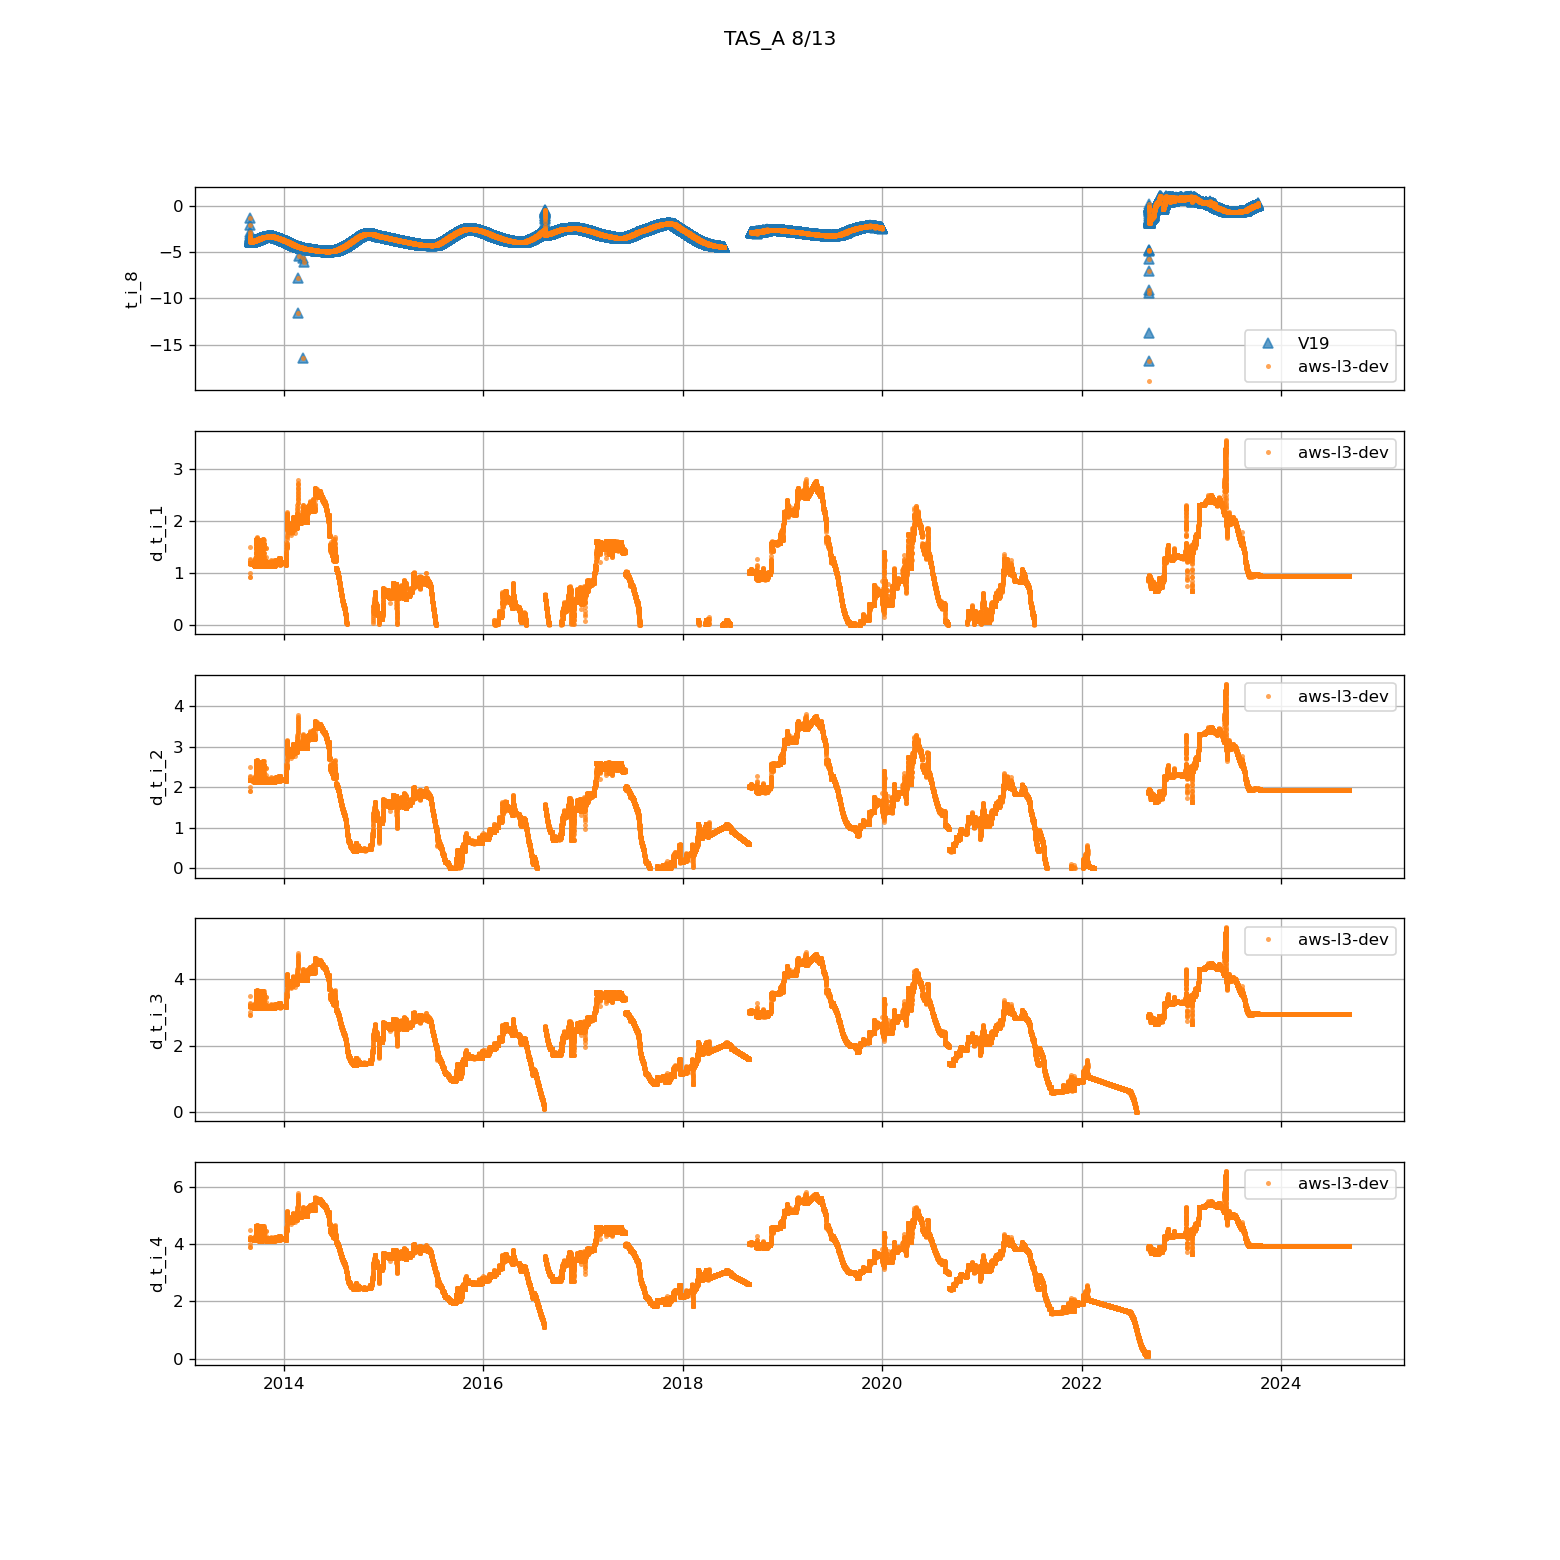 TAS_A 8/13
t_i_8
0
−5
−10
−15
V19
aws-l3-dev
d_t_i_1
3
2
1
0
aws-l3-dev
d_t_i_2
4
3
2
1
0
aws-l3-dev
d_t_i_3
4
2
0
aws-l3-dev
d_t_i_4
6
4
2
0
aws-l3-dev
2014 2016 2018 2020 2022 2024